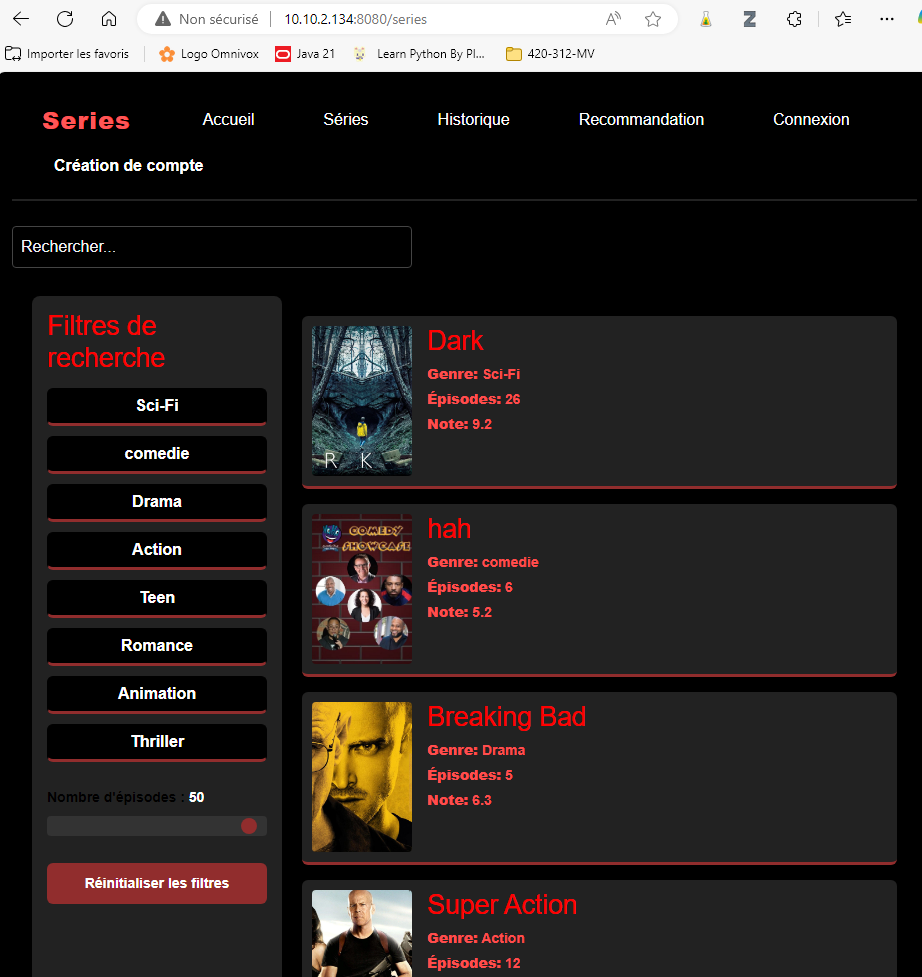 Non sécurisé
10.10.2.134:8080/series
Importer les favoris
Logo Omnivox
Java 21
Learn Python By Pl...
420-312-MV
Series
Accueil
Séries
Historique
Recommandation
Connexion
Création de compte
Rechercher...
Filtres de
recherche
Sci-Fi
comedie
Drama
Action
Teen
Romance
Animation
Thriller
Nombre d'épisodes : 50
Réinitialiser les filtres
R K
Dark
Genre: Sci-Fi
Épisodes: 26
Note: 9.2
COMEDY
SHOWCASE
hah
Genre: comedie
Épisodes: 6
Note: 5.2
Breaking Bad
Genre: Drama
Épisodes: 5
Note: 6.3
Super Action
Genre: Action
Épisodes: 12